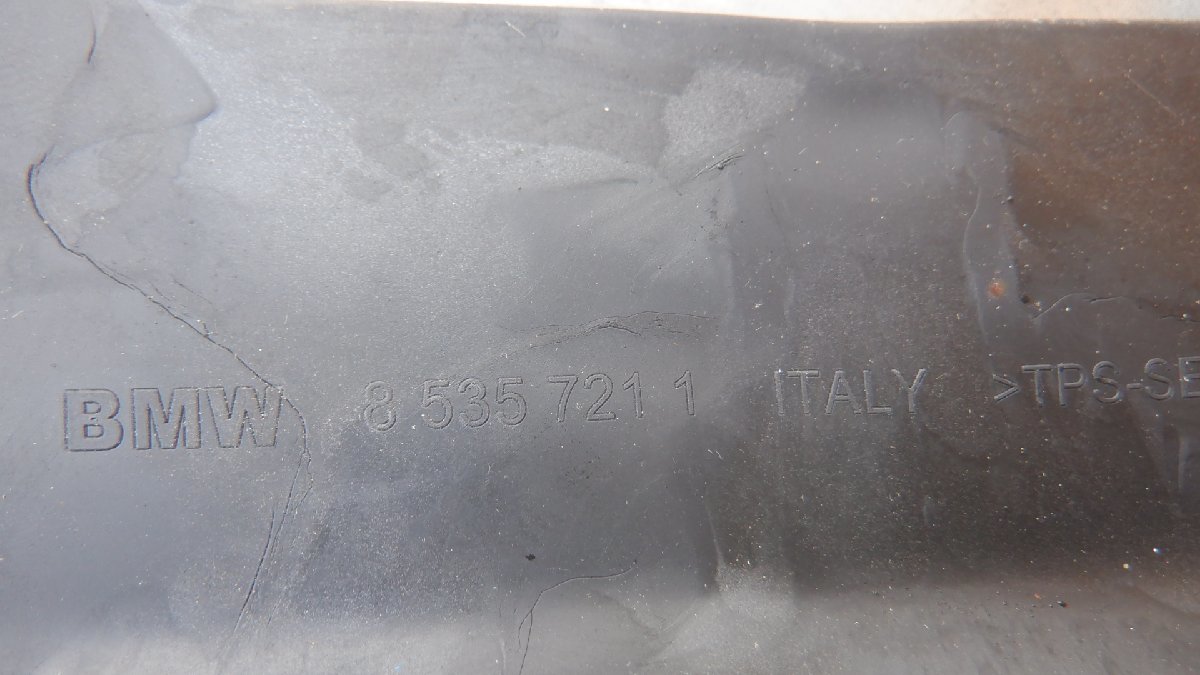 BMW 8 535 721 1 ITALY >TPS-SE